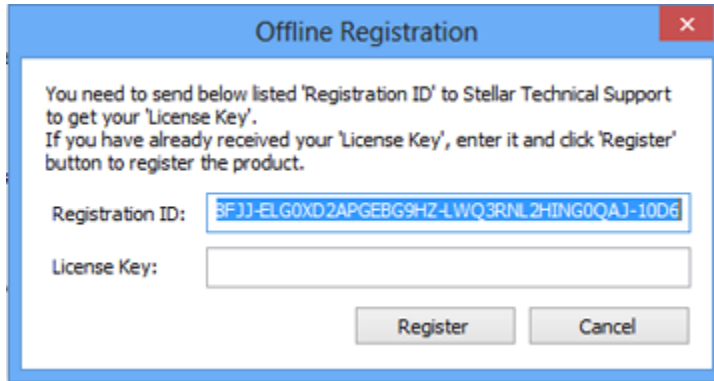 Offline Registration
You need to send below listed 'Registration ID' to Stellar Technical Support
to get your 'License Key'.
If you have already received your 'License Key', enter it and click 'Register'
button to register the product.
Registration ID: 3FJJ-ELG0XD2APGEBG9HZ-LWQ3RNL2HING0QAJ-10D6
License Key:
Register Cancel